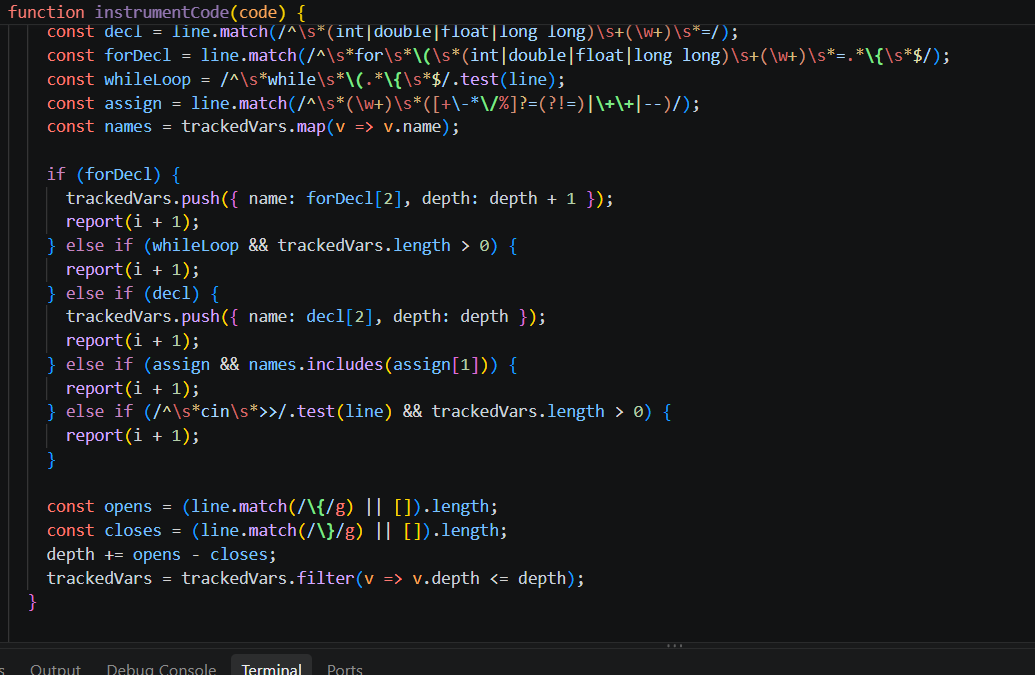 function instrumentCode(code) {
const decl = line.match(/^\s*(int|double|float|long long)\s+(\w+)\s*=/);
const forDecl = line.match(/^\s*for\s*\(\s*(int|double|float|long long)\s+(\w+)\s*=.*\{\s*$/);
const whileLoop = /^\s*while\s*\(.*\{\s*$/.test(line);
const assign = line.match(/^\s*(\w+)\s*([+\-*\/%]?=(?!=)|\+\+|--)/);
const names = trackedVars.map(v => v.name);
if (forDecl) {
trackedVars.push({ name: forDecl[2], depth: depth + 1 });
report(i + 1);
} else if (whileLoop && trackedVars.length > 0) {
report(i + 1);
} else if (decl) {
trackedVars.push({ name: decl[2], depth: depth });
report(i + 1);
} else if (assign && names.includes(assign[1])) {
report(i + 1);
} else if (/^\s*cin\s*>>/.test(line) && trackedVars.length > 0) {
report(i + 1);
}
const opens = (line.match(/\{/g) || []).length;
const closes = (line.match(/\}/g) || []).length;
depth += opens - closes;
trackedVars = trackedVars.filter(v => v.depth <= depth);
}
s Output Debug Console Terminal Ports